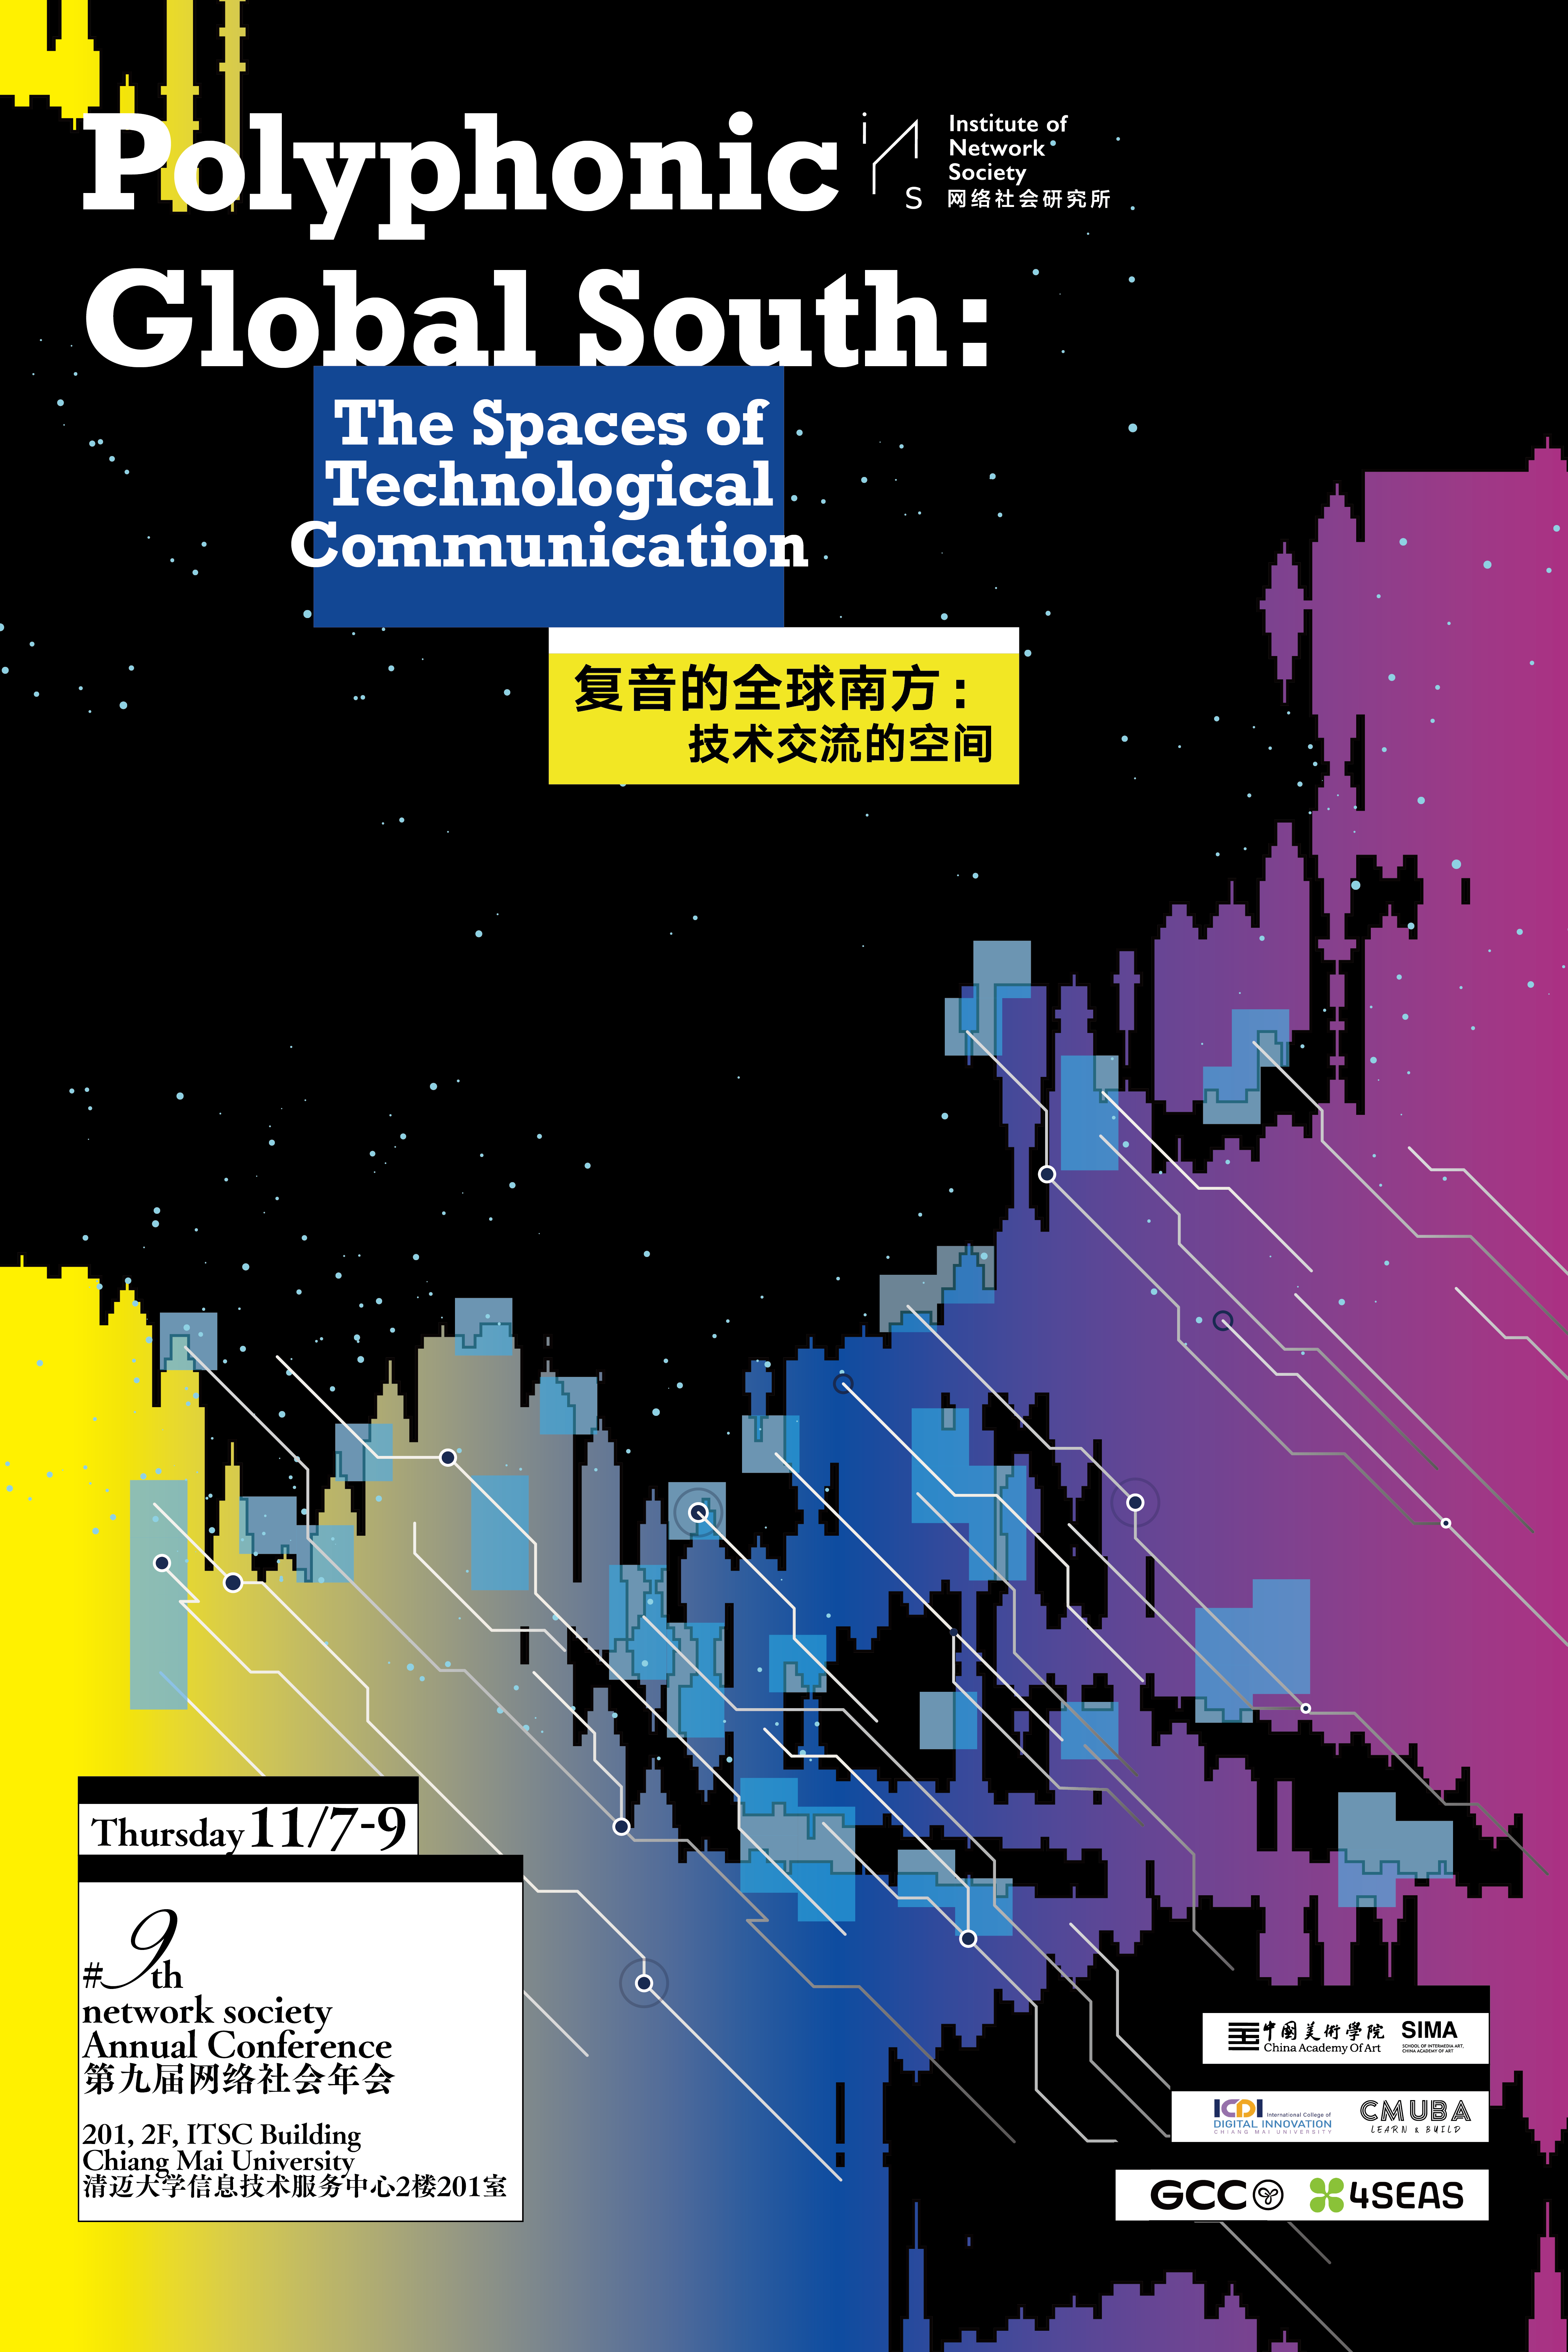 Polyphonic
Global South:
i
s
Institute of
Network
Society
网络社会研究所
The Spaces of
Technological
Communication
复音的全球南方：
技术交流的空间
Thursday 11/7-9
#9th
network society
Annual Conference
第九届网络社会年会
201, 2F, ITSC Building
Chiang Mai University
清迈大学信息技术服务中心2楼201室
中国美術學院
China Academy Of Art
SIMA
SCHOOL OF INTERMEDIA ART,
CHINA ACADEMY OF ART
ICDI International College of
DIGITAL INNOVATION
CHIANG MAI UNIVERSITY
CMUBA
LEARN & BUILD
GCC
4SEAS